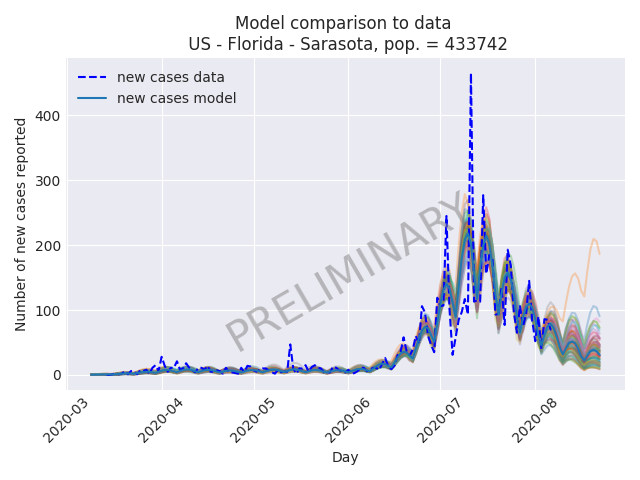 Model comparison to data
US - Florida - Sarasota, pop. = 433742
new cases data
new cases model
Number of new cases reported
400
300
200
100
0
PRELIMINARY
2020-03
2020-04
2020-05
2020-06
2020-07
2020-08
Day